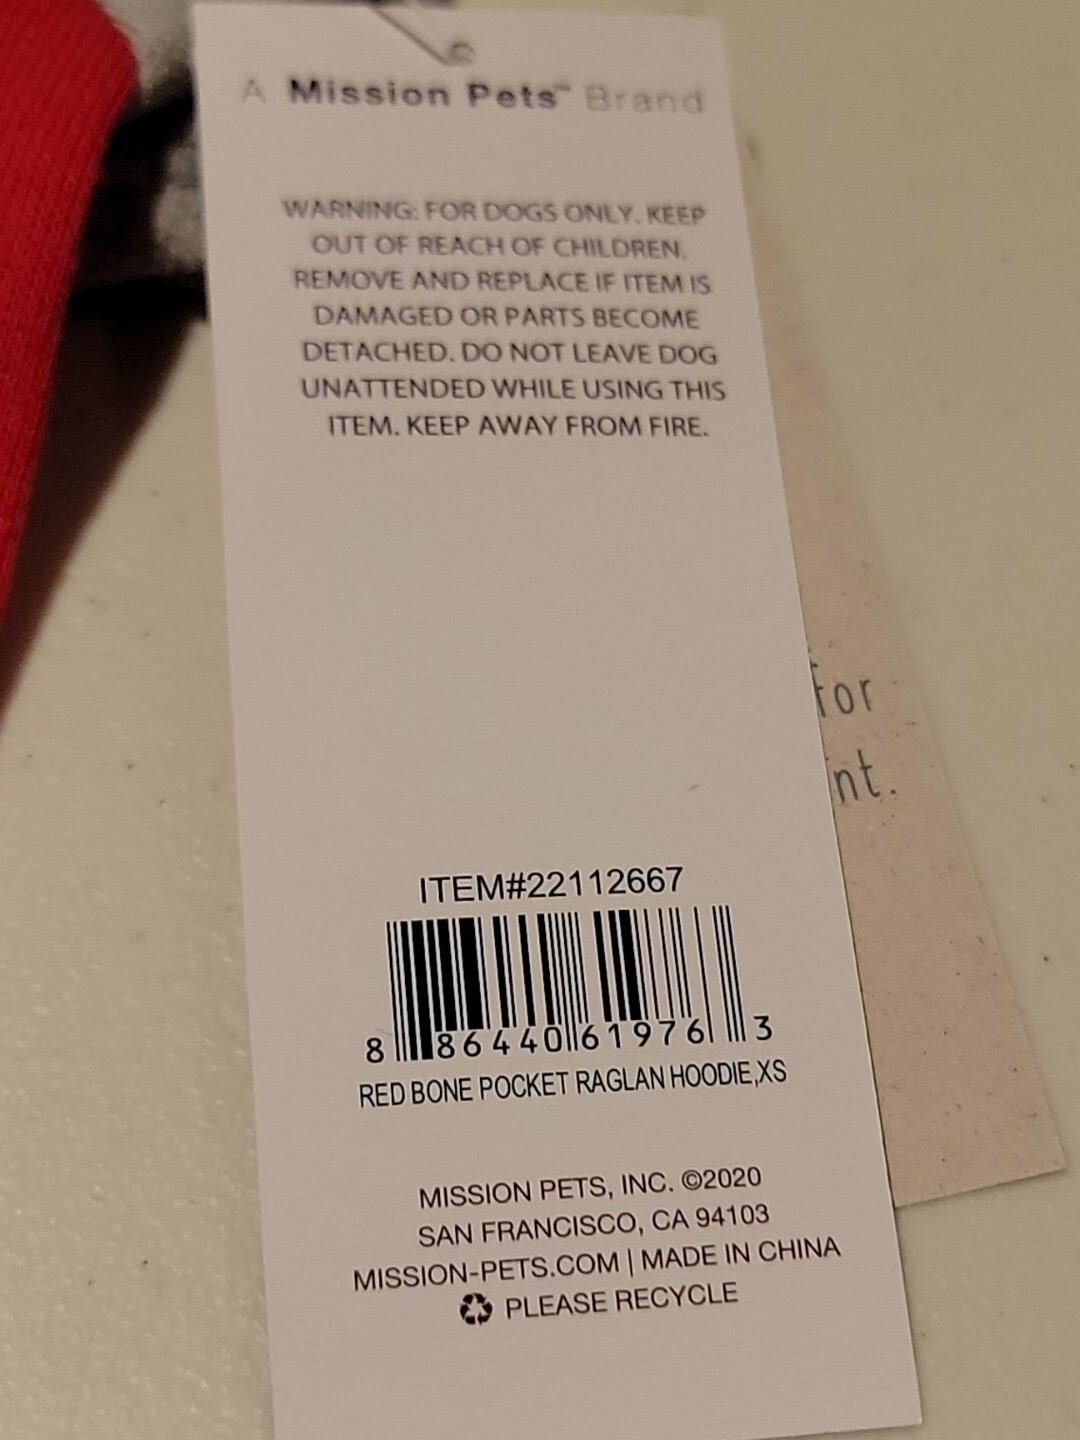 A Mission Pets™ Brand
WARNING: FOR DOGS ONLY. KEEP
OUT OF REACH OF CHILDREN.
REMOVE AND REPLACE IF ITEM IS
DAMAGED OR PARTS BECOME
DETACHED. DO NOT LEAVE DOG
UNATTENDED WHILE USING THIS
ITEM. KEEP AWAY FROM FIRE.
for
nt.
ITEM#22112667
8 86440 61976 3
RED BONE POCKET RAGLAN HOODIE,XS
MISSION PETS, INC. ©2020
SAN FRANCISCO, CA 94103
MISSION-PETS.COM | MADE IN CHINA
PLEASE RECYCLE